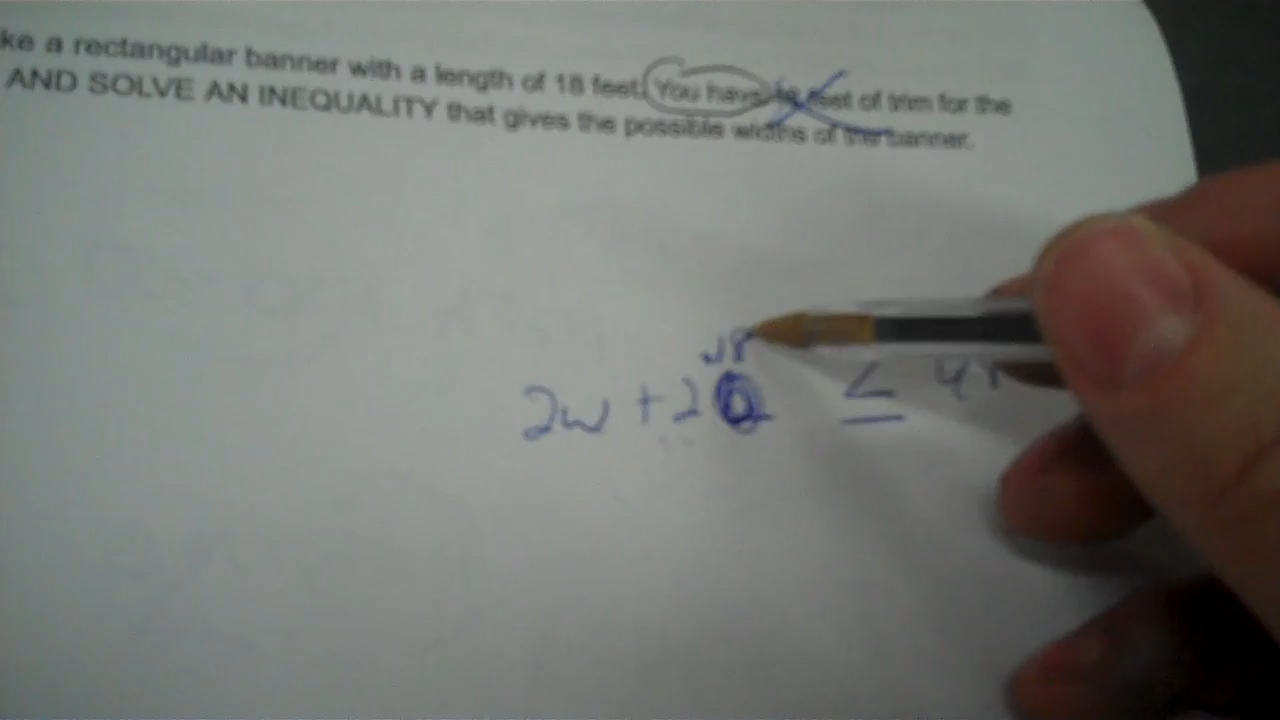 ke a rectangular banner with a length of 18 feet. You have feet of trim for the
AND SOLVE AN INEQUALITY that gives the possible widths of the banner.
18
2w + 2 ≤